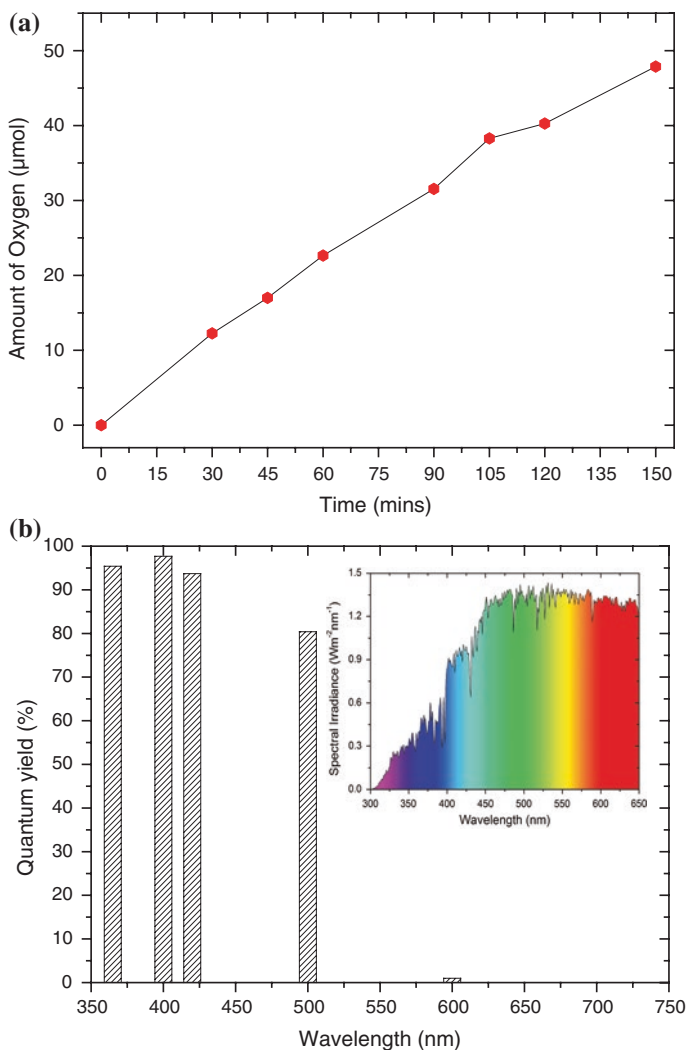 (a)
50
40
30
20
10
0
Amount of Oxygen (μmol)
0 15 30 45 60 75 90 105 120 135 150
Time (mins)
(b)
100
90
80
70
60
50
40
30
20
10
0
Quantum yield (%)
350 400 450 500 550 600 650 700 750
Wavelength (nm)
1.5
1.2
0.9
0.6
0.3
0.0
Spectral Irradiance (Wm⁻²nm⁻¹)
300 350 400 450 500 550 600 650
Wavelength (nm)